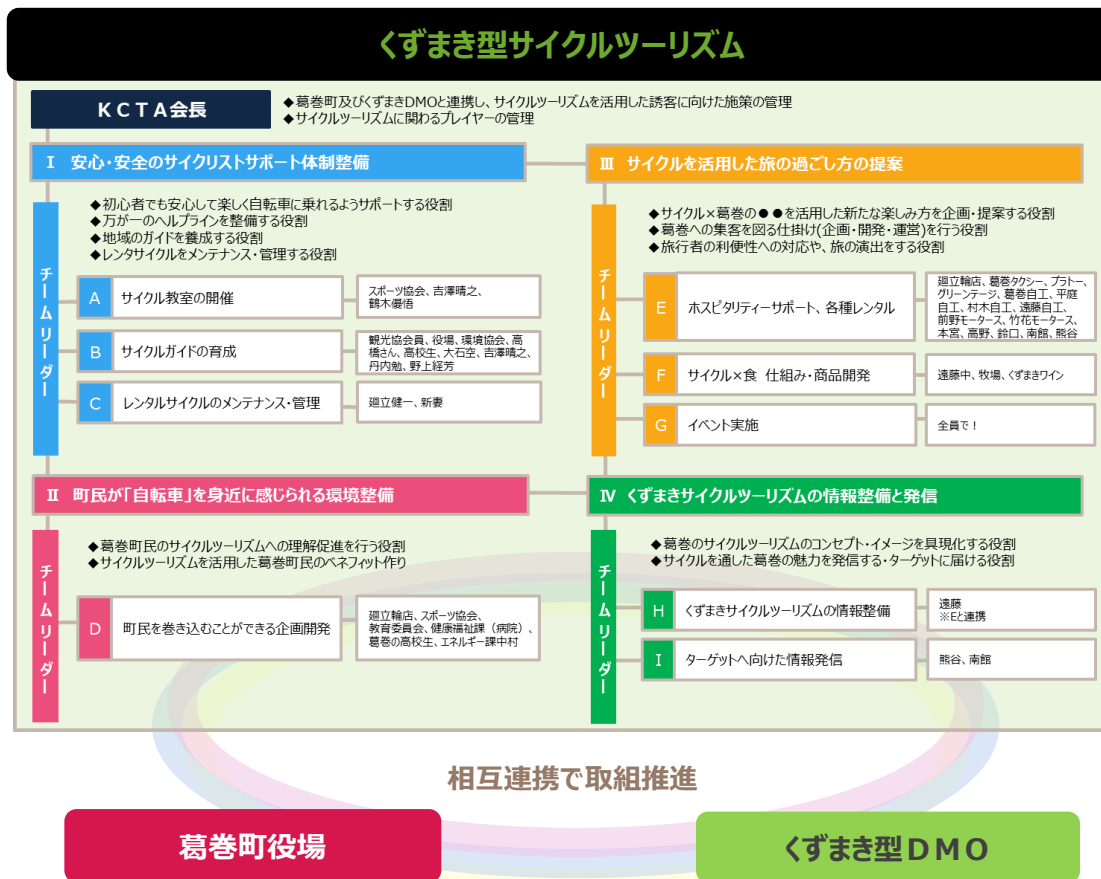 くずまき型サイクルツーリズム
KCTA会長
◆葛巻町及びくずまきDMOと連携し、サイクルツーリズムを活用した誘客に向けた施策の管理
◆サイクルツーリズムに関わるプレイヤーの管理
Ⅰ 安心・安全のサイクリストサポート体制整備
チームリーダー
◆初心者でも安心して楽しく自転車に乗れるようサポートする役割
◆万が一のヘルプラインを整備する役割
◆地域のガイドを養成する役割
◆レンタサイクルをメンテナンス・管理する役割
A サイクル教室の開催
スポーツ協会、吉澤晴之、
鶴木優悟
B サイクルガイドの育成
観光協会員、役場、環境協会、高
橋さん、高校生、大石空、吉澤晴之、
丹内勉、野上経芳
C レンタルサイクルのメンテナンス・管理
廻立健一、新妻
Ⅱ 町民が「自転車」を身近に感じられる環境整備
チームリーダー
◆葛巻町民のサイクルツーリズムへの理解促進を行う役割
◆サイクルツーリズムを活用した葛巻町民のベネフィット作り
D 町民を巻き込むことができる企画開発
廻立輪店、スポーツ協会、
教育委員会、健康福祉課（病院）、
葛巻の高校生、エネルギー課中村
Ⅲ サイクルを活用した旅の過ごし方の提案
チームリーダー
◆サイクル×葛巻の●●を活用した新たな楽しみ方を企画・提案する役割
◆葛巻への集客を図る仕掛け(企画・開発・運営)を行う役割
◆旅行者の利便性への対応や、旅の演出をする役割
E ホスピタリティーサポート、各種レンタル
廻立輪店、葛巻タクシー、プラトー、
グリーンテージ、葛巻自工、平庭
自工、村木自工、遠藤自工、
前野モータース、竹花モータース、
本宮、高野、鈴口、南館、熊谷
F サイクル×食 仕組み・商品開発
遠藤中、牧場、くずまきワイン
G イベント実施
全員で！
Ⅳ くずまきサイクルツーリズムの情報整備と発信
チームリーダー
◆葛巻のサイクルツーリズムのコンセプト・イメージを具現化する役割
◆サイクルを通した葛巻の魅力を発信する・ターゲットに届ける役割
H くずまきサイクルツーリズムの情報整備
遠藤
※Eと連携
I ターゲットへ向けた情報発信
熊谷、南館
相互連携で取組推進
葛巻町役場
くずまき型DMO